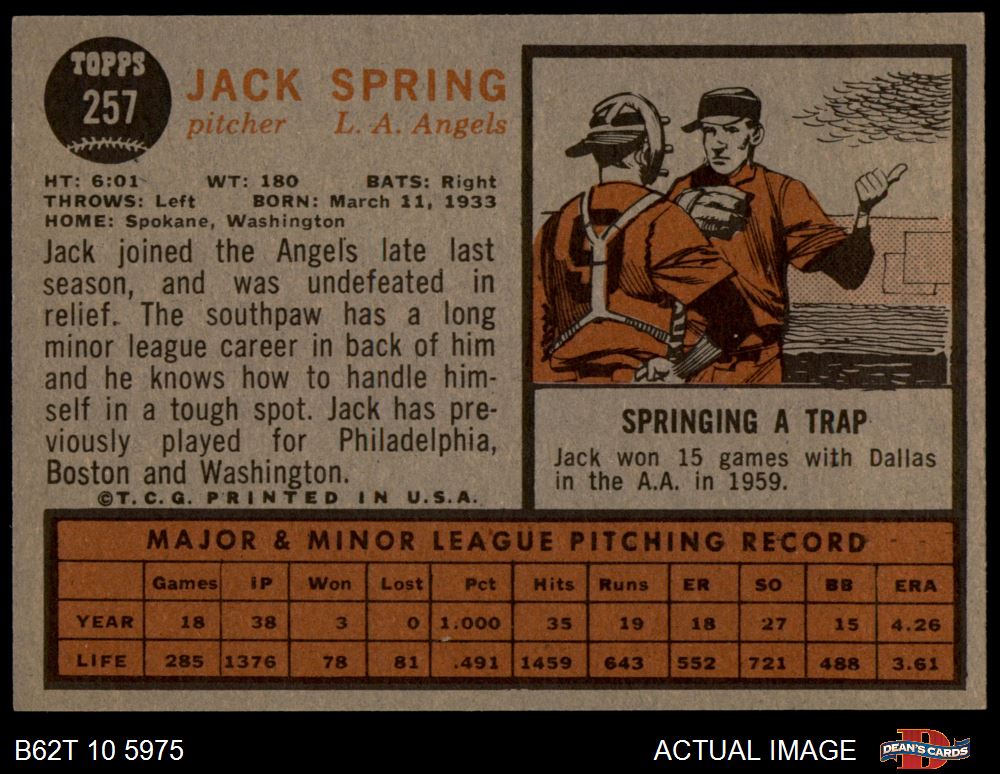 TOPPS
257
JACK SPRING
pitcher L. A. Angels
HT: 6:01 WT: 180 BATS: Right
THROWS: Left BORN: March 11, 1933
HOME: Spokane, Washington
Jack joined the Angels late last
season, and was undefeated in
relief. The southpaw has a long
minor league career in back of him
and he knows how to handle him-
self in a tough spot. Jack has pre-
viously played for Philadelphia,
Boston and Washington.
©T.C.G. PRINTED IN U.S.A.
SPRINGING A TRAP
Jack won 15 games with Dallas
in the A.A. in 1959.
MAJOR & MINOR LEAGUE PITCHING RECORD
Games IP Won Lost Pct Hits Runs ER SO BB ERA
YEAR 18 38 3 0 1.000 35 19 18 27 15 4.26
LIFE 285 1376 78 81 .491 1459 643 552 721 488 3.61
B62T 10 5975 ACTUAL IMAGE DEAN'S CARDS